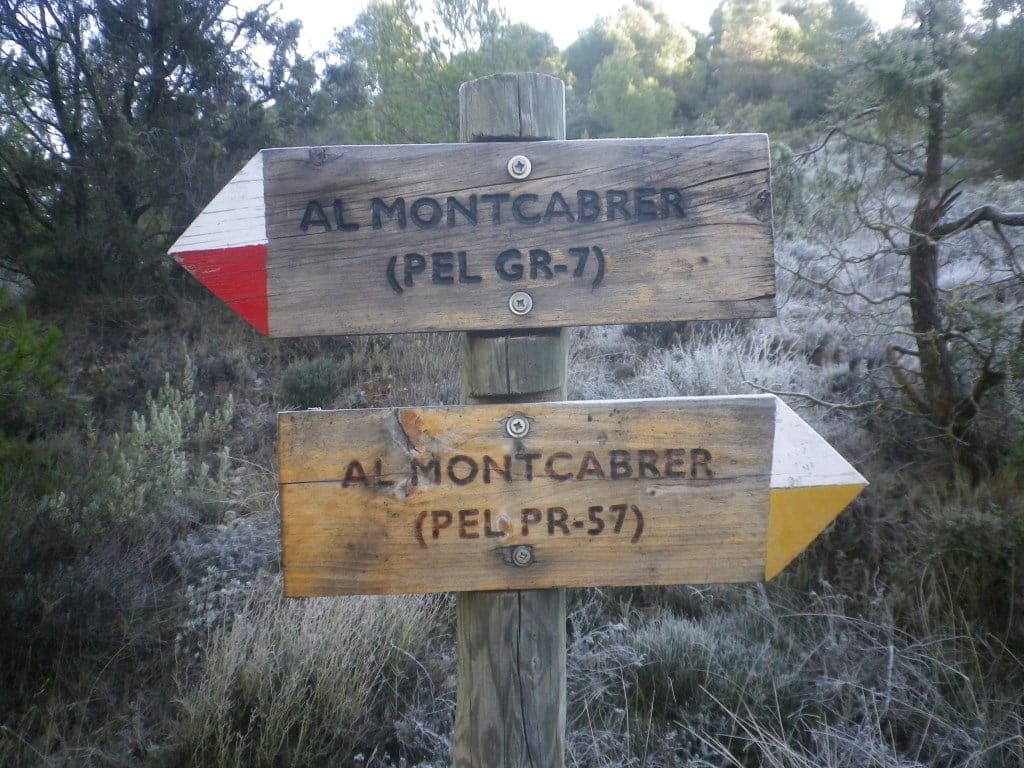 AL MONTCABRER
(PEL GR-7)
AL MONTCABRER
(PEL PR-57)